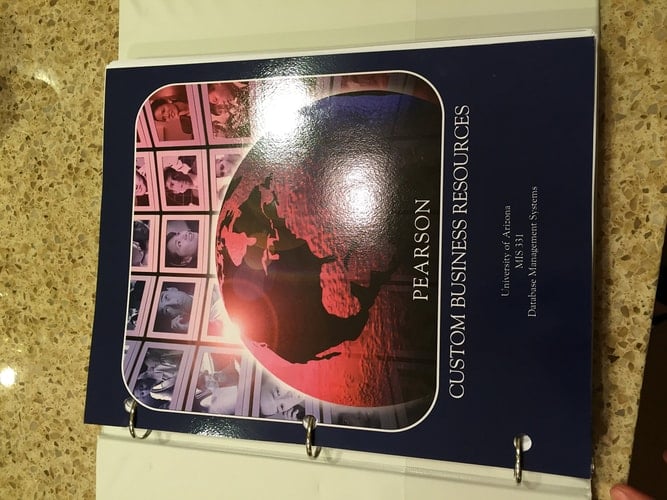 PEARSON
CUSTOM BUSINESS RESOURCES
University of Arizona
MIS 331
Database Management Systems